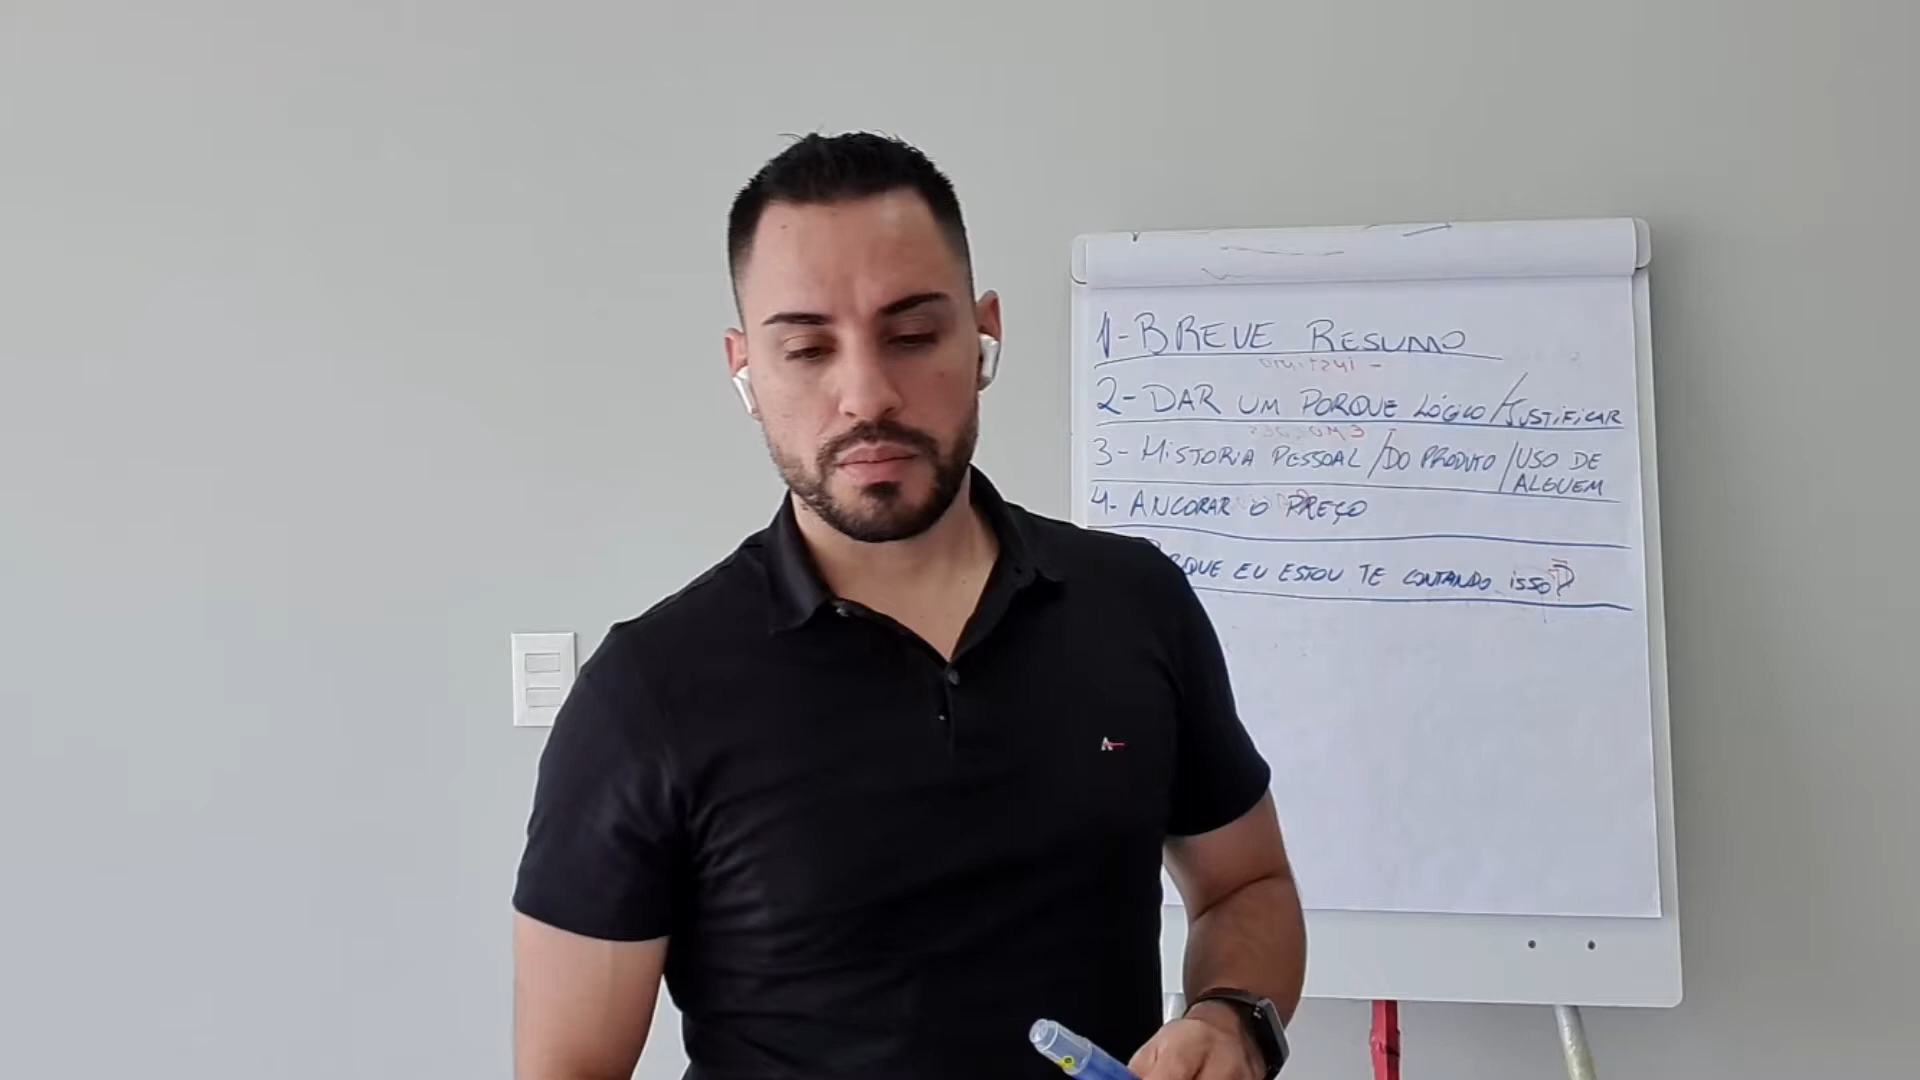 1-BREVE RESUMO
2-DAR UM PORQUE LÓGICO/JUSTIFICAR
3-HISTORIA PESSOAL/DO PRODUTO/USO DE
ALGUEM
4-ANCORAR O PREÇO
EU ESTOU TE CONTANDO isso?